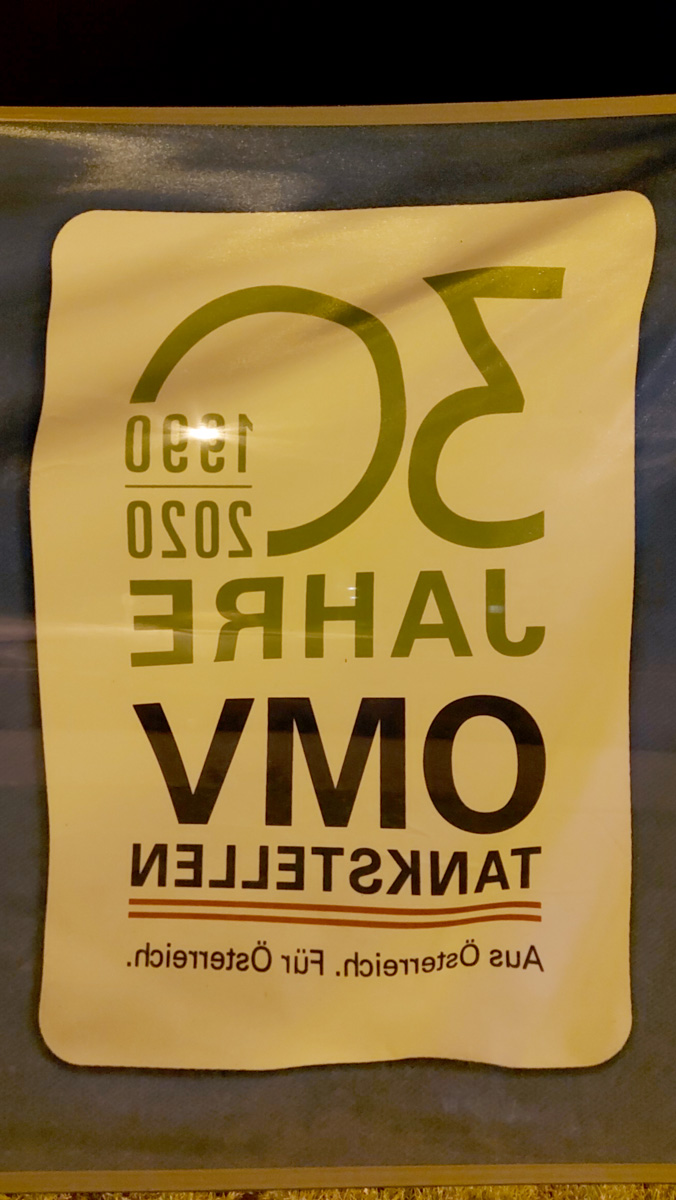 30
1990
2020
JAHRE
OMV
TANKSTELLEN
Aus Österreich. Für Österreich.